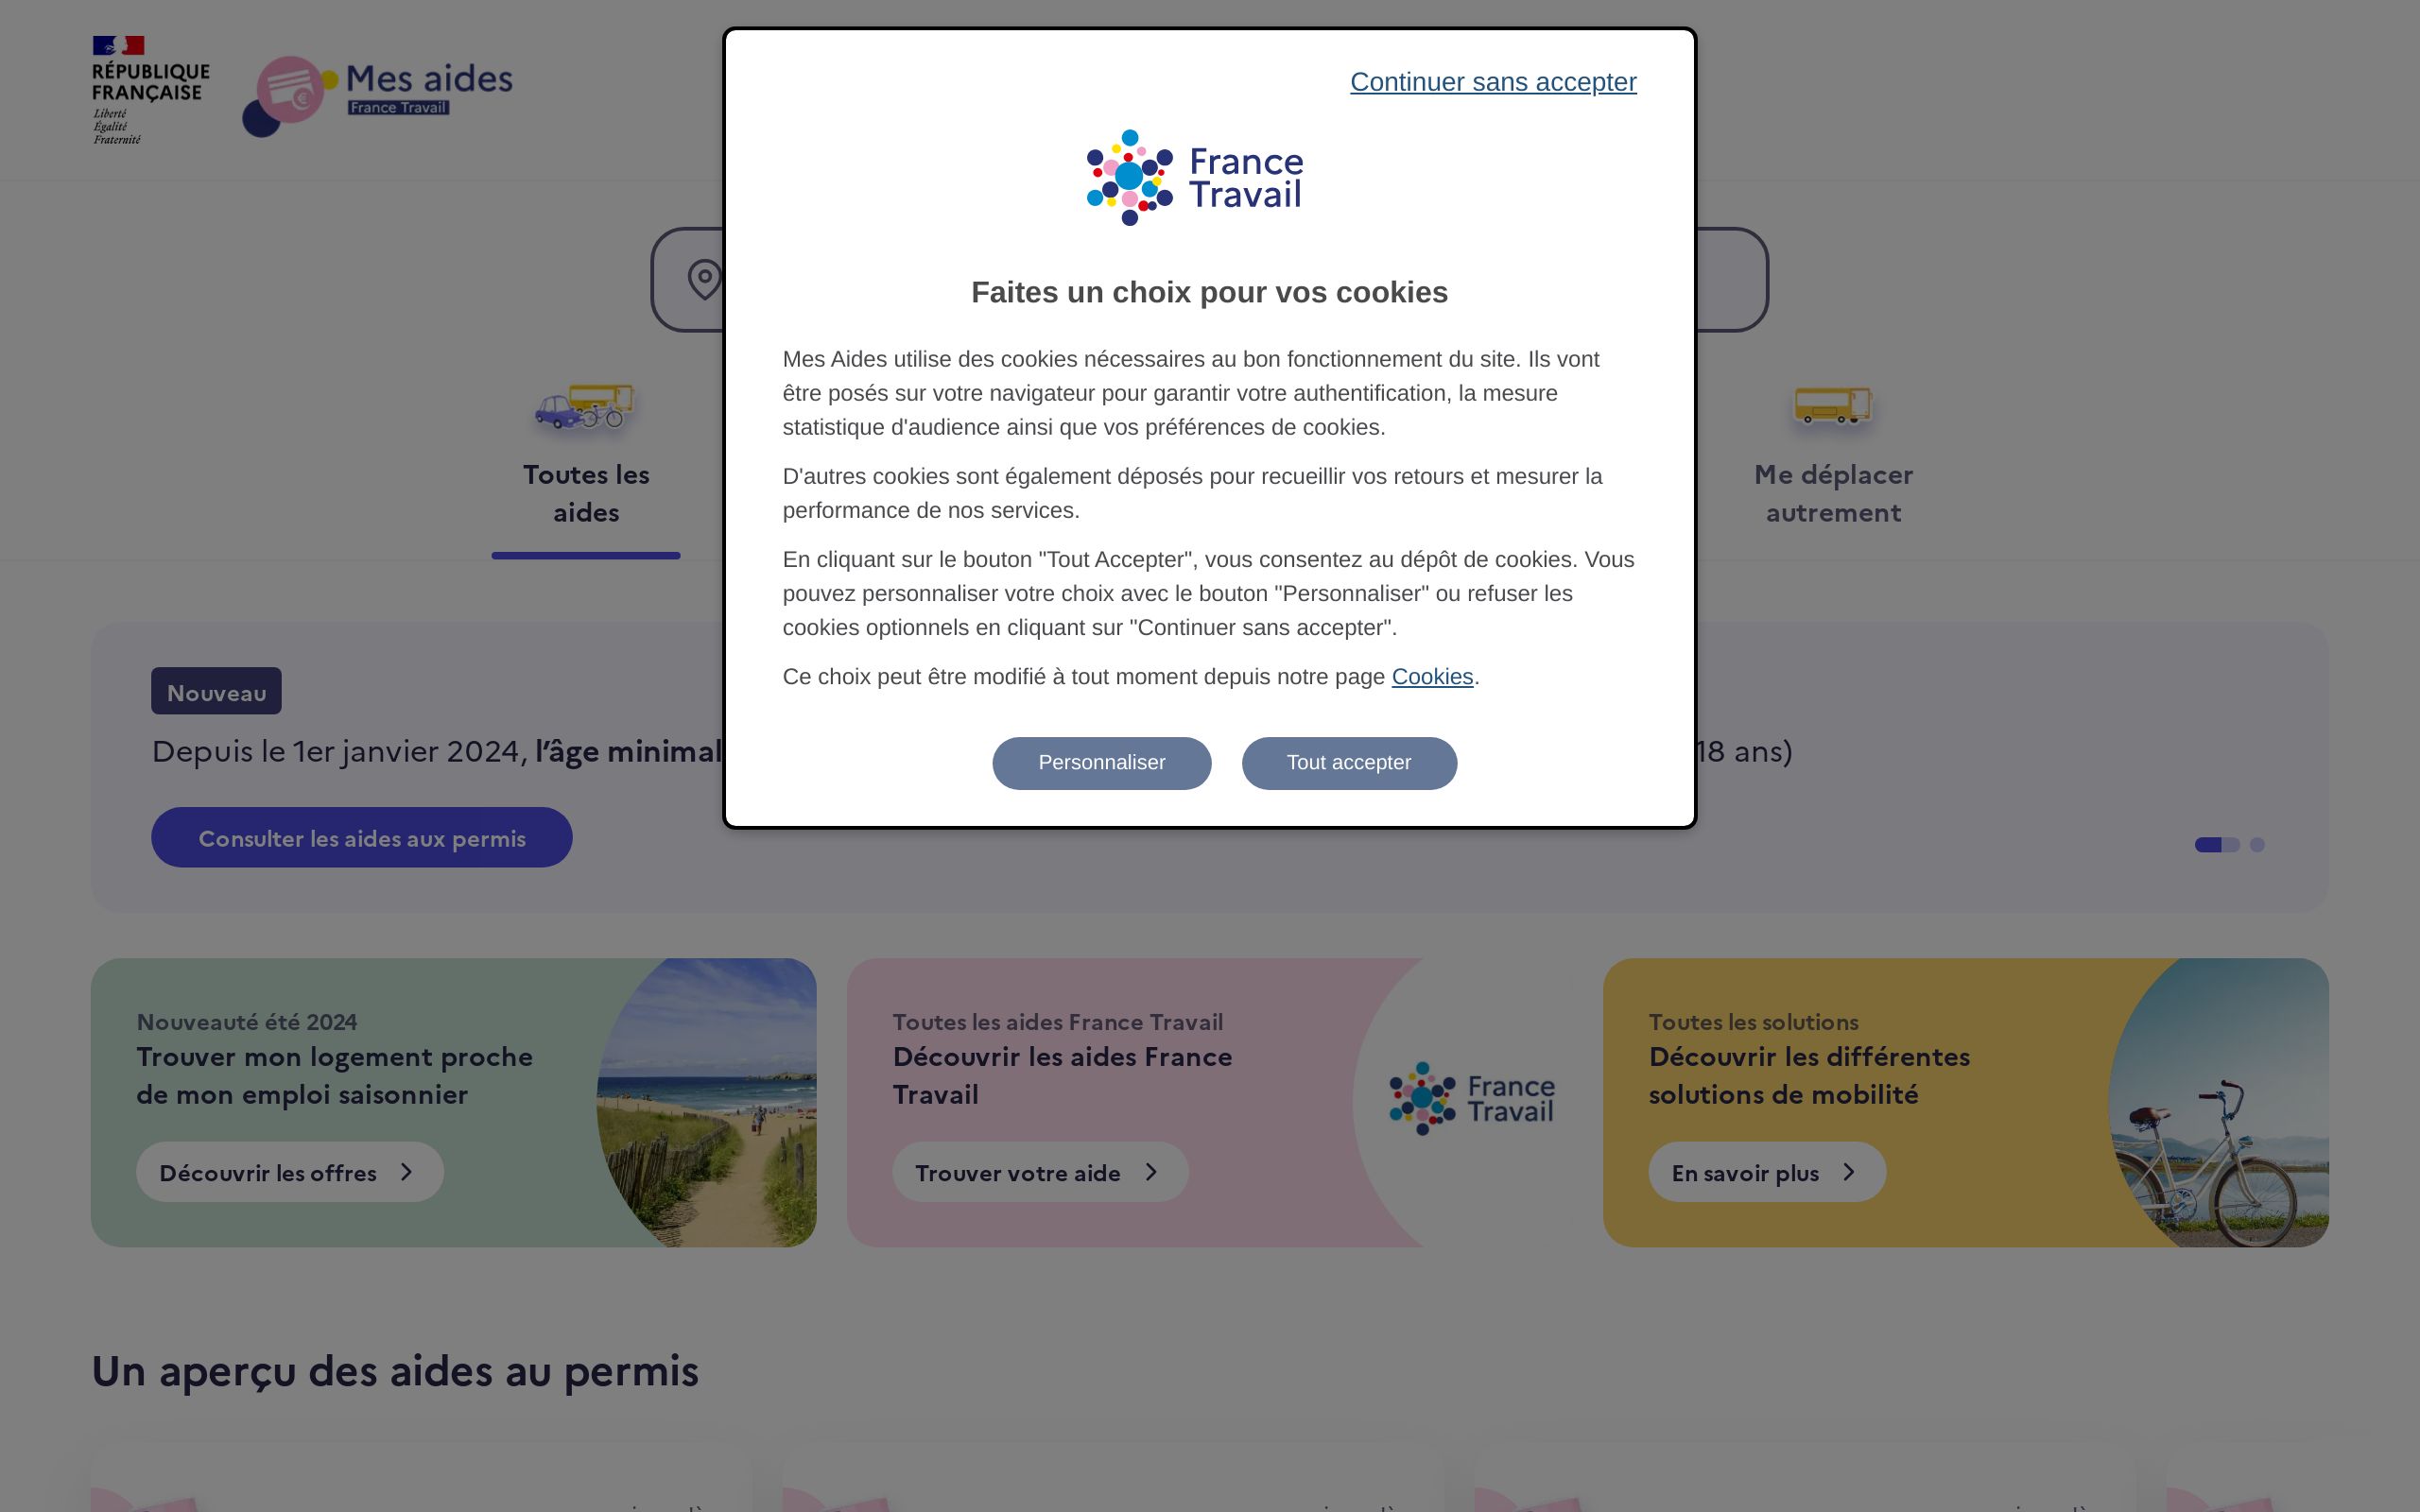 RÉPUBLIQUE
FRANÇAISE
Liberté
Égalité
Fraternité
Mes aides
France Travail
Continuer sans accepter
France
Travail
Faites un choix pour vos cookies
Mes Aides utilise des cookies nécessaires au bon fonctionnement du site. Ils vont
être posés sur votre navigateur pour garantir votre authentification, la mesure
statistique d'audience ainsi que vos préférences de cookies.
D'autres cookies sont également déposés pour recueillir vos retours et mesurer la
performance de nos services.
En cliquant sur le bouton "Tout Accepter", vous consentez au dépôt de cookies. Vous
pouvez personnaliser votre choix avec le bouton "Personnaliser" ou refuser les
cookies optionnels en cliquant sur "Continuer sans accepter".
Ce choix peut être modifié à tout moment depuis notre page Cookies.
Personnaliser
Tout accepter
Toutes les
aides
Me déplacer
autrement
Nouveau
Depuis le 1er janvier 2024, l’âge minimal
18 ans)
Consulter les aides aux permis
Nouveauté été 2024
Trouver mon logement proche
de mon emploi saisonnier
Découvrir les offres
Toutes les aides France Travail
Découvrir les aides France
Travail
Trouver votre aide
France
Travail
Toutes les solutions
Découvrir les différentes
solutions de mobilité
En savoir plus
Un aperçu des aides au permis